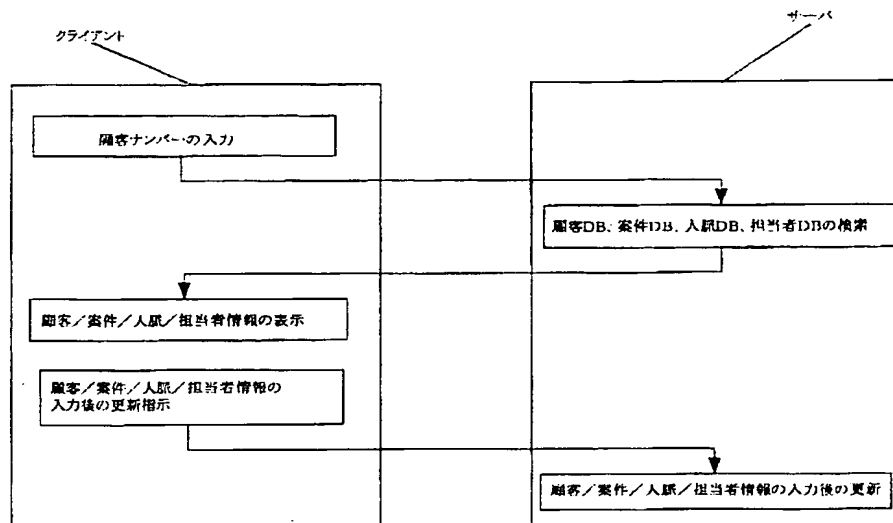 クライアント
サーバ
顧客ナンバーの入力
顧客DB、案件DB、人脈DB、担当者DBの検索
顧客/案件/人脈/担当者情報の表示
顧客/案件/人脈/担当者情報の
入力後の更新指示
顧客/案件/人脈/担当者情報の入力後の更新